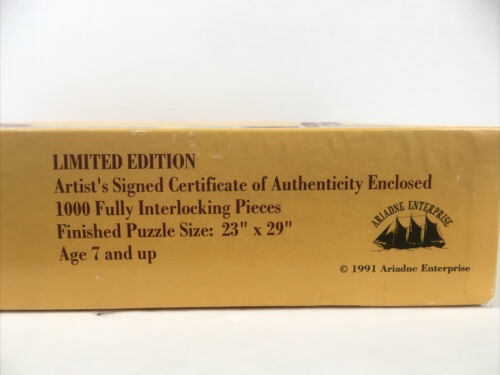 LIMITED EDITION
Artist's Signed Certificate of Authenticity Enclosed
1000 Fully Interlocking Pieces
Finished Puzzle Size: 23" x 29"
Age 7 and up
ARIADNE ENTERPRISE
© 1991 Ariadne Enterprise